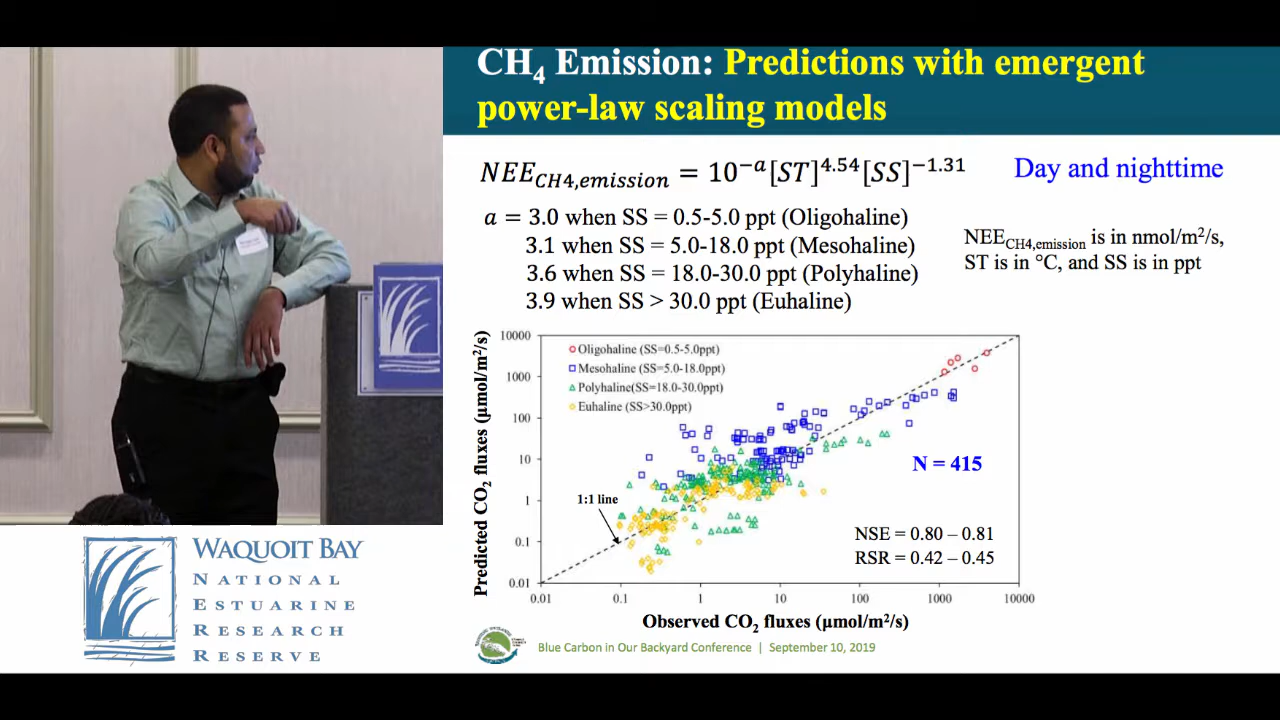 CH₄ Emission: Predictions with emergent
power-law scaling models
NEE_CH4,emission = 10^−a[ST]^4.54[SS]^−1.31
Day and nighttime
a = 3.0 when SS = 0.5-5.0 ppt (Oligohaline)
3.1 when SS = 5.0-18.0 ppt (Mesohaline)
3.6 when SS = 18.0-30.0 ppt (Polyhaline)
3.9 when SS > 30.0 ppt (Euhaline)
NEE_CH4,emission is in nmol/m²/s,
ST is in °C, and SS is in ppt
Predicted CO₂ fluxes (μmol/m²/s)
10000
1000
100
10
1
0.1
0.01
Oligohaline (SS=0.5-5.0ppt)
Mesohaline (SS=5.0-18.0ppt)
Polyhaline(SS=18.0-30.0ppt)
Euhaline (SS>30.0ppt)
N = 415
1:1 line
NSE = 0.80 – 0.81
RSR = 0.42 – 0.45
0.01 0.1 1 10 100 1000 10000
Observed CO₂ fluxes (μmol/m²/s)
Blue Carbon in Our Backyard Conference | September 10, 2019
WAQUOIT BAY
NATIONAL
ESTUARINE
RESEARCH
RESERVE